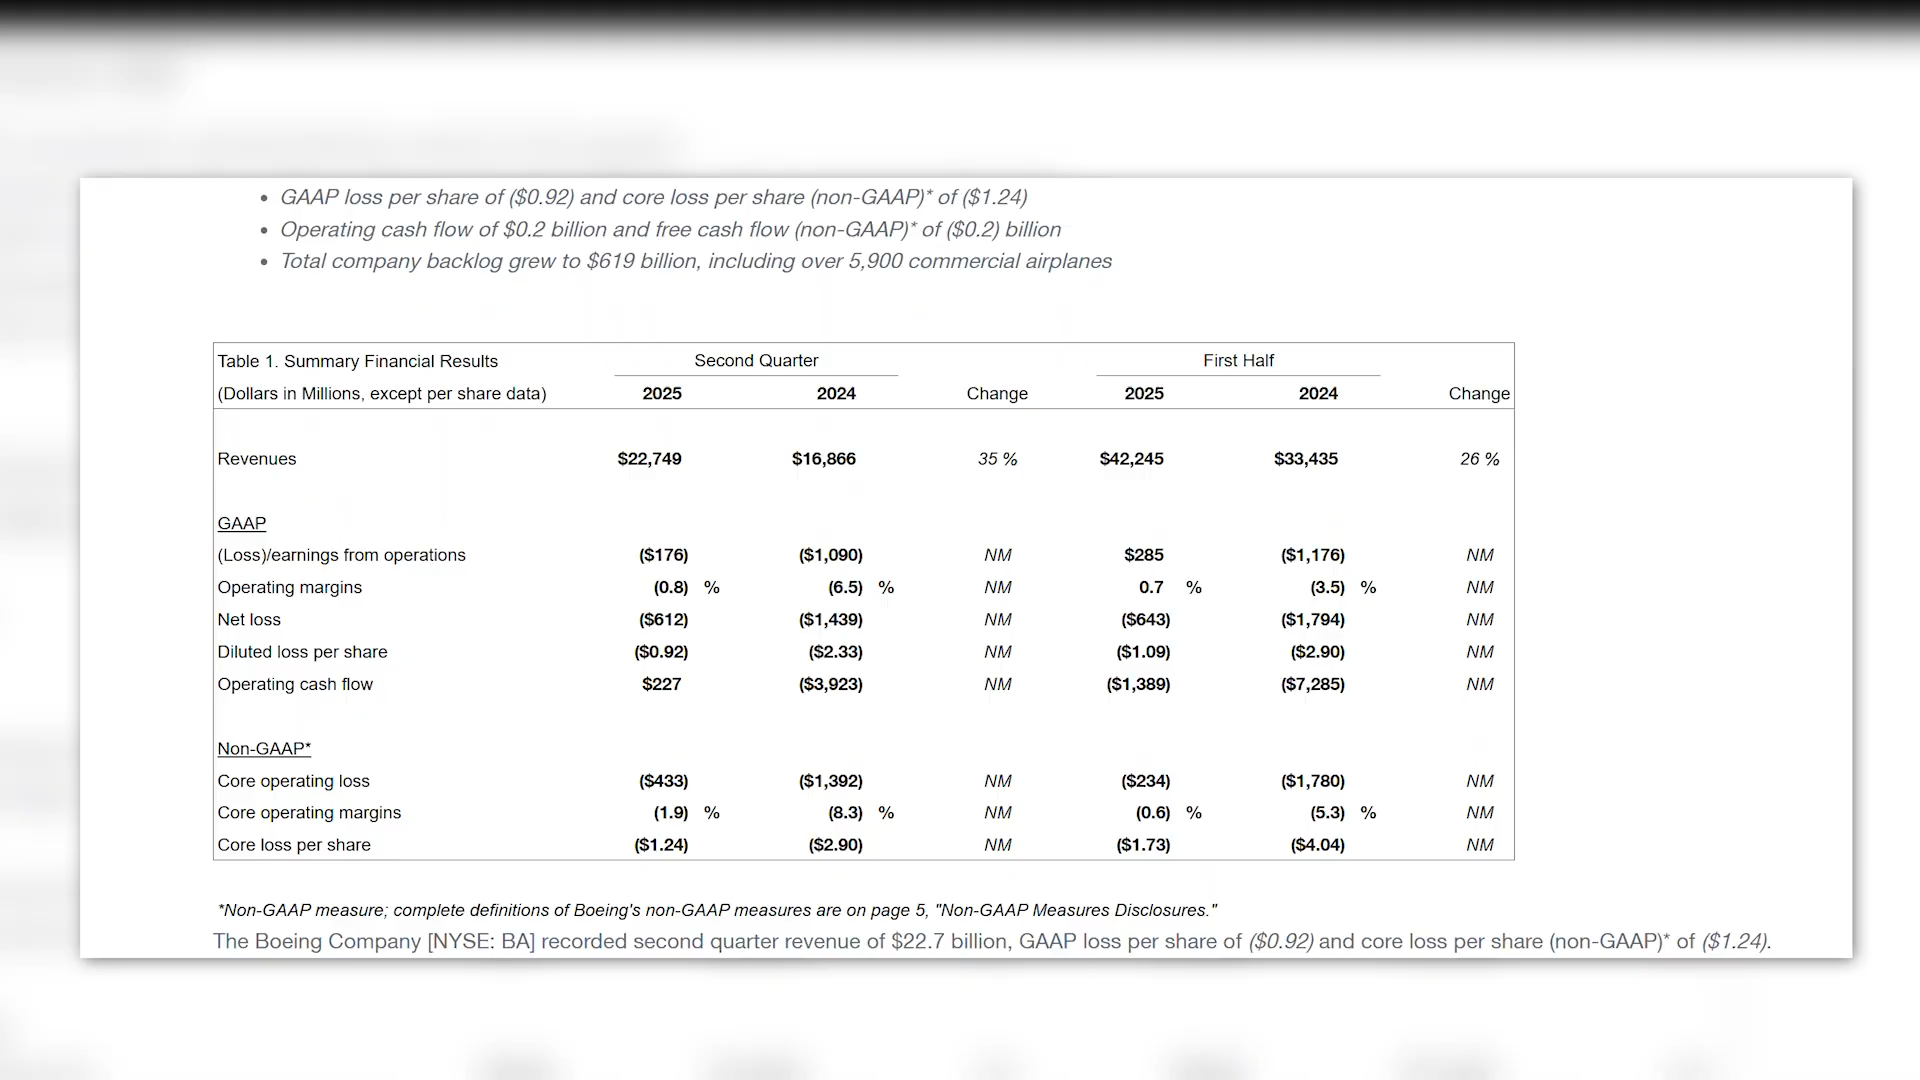 • GAAP loss per share of ($0.92) and core loss per share (non-GAAP)* of ($1.24)
• Operating cash flow of $0.2 billion and free cash flow (non-GAAP)* of ($0.2) billion
• Total company backlog grew to $619 billion, including over 5,900 commercial airplanes
Table 1. Summary Financial Results Second Quarter First Half
(Dollars in Millions, except per share data) 2025 2024 Change 2025 2024 Change
Revenues $22,749 $16,866 35 % $42,245 $33,435 26 %
GAAP
(Loss)/earnings from operations ($176) ($1,090) NM $285 ($1,176) NM
Operating margins (0.8) % (6.5) % NM 0.7 % (3.5) % NM
Net loss ($612) ($1,439) NM ($643) ($1,794) NM
Diluted loss per share ($0.92) ($2.33) NM ($1.09) ($2.90) NM
Operating cash flow $227 ($3,923) NM ($1,389) ($7,285) NM
Non-GAAP*
Core operating loss ($433) ($1,392) NM ($234) ($1,780) NM
Core operating margins (1.9) % (8.3) % NM (0.6) % (5.3) % NM
Core loss per share ($1.24) ($2.90) NM ($1.73) ($4.04) NM
*Non-GAAP measure; complete definitions of Boeing's non-GAAP measures are on page 5, "Non-GAAP Measures Disclosures."
The Boeing Company [NYSE: BA] recorded second quarter revenue of $22.7 billion, GAAP loss per share of ($0.92) and core loss per share (non-GAAP)* of ($1.24).